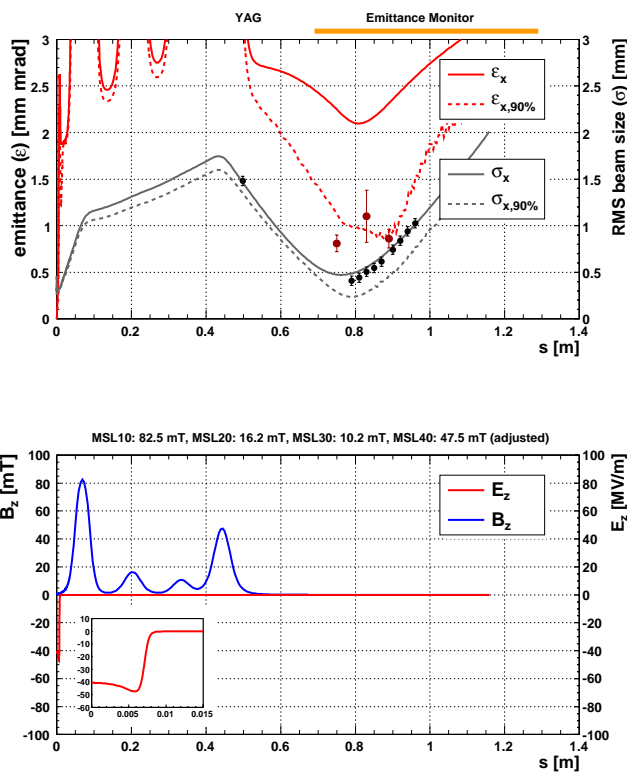 YAG Emittance Monitor
emittance (ε) [mm mrad]
RMS beam size (σ) [mm]
3 3
2.5 2.5
2 2
1.5 1.5
1 1
0.5 0.5
0 0
εx
εx,90%
σx
σx,90%
0 0.2 0.4 0.6 0.8 1 1.2 1.4
s [m]
MSL10: 82.5 mT, MSL20: 16.2 mT, MSL30: 10.2 mT, MSL40: 47.5 mT (adjusted)
Bz [mT]
Ez [MV/m]
100 100
80 80
60 60
40 40
20 20
0 0
-20 -20
-40 -40
-60 -60
-80 -80
-100 -100
Ez
Bz
10
0
-10
-20
-30
-40
-50
-60
0 0.005 0.010 0.015
0 0.2 0.4 0.6 0.8 1 1.2 1.4
s [m]